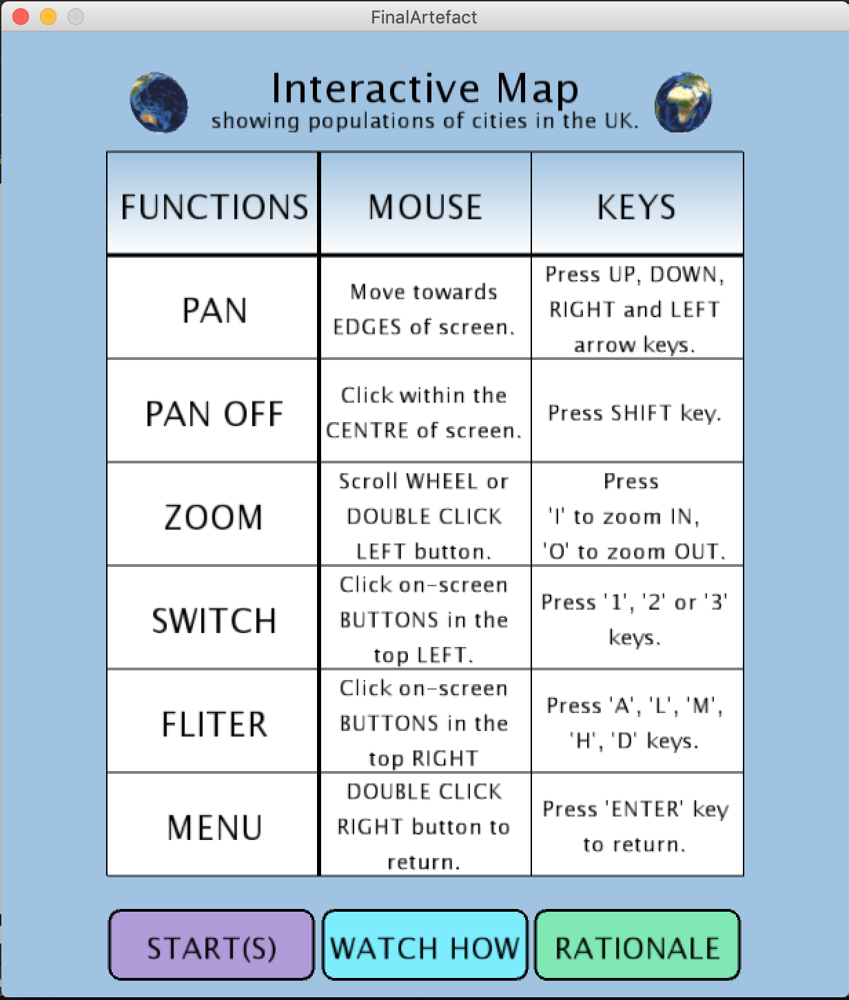 FinalArtefact
Interactive Map
showing populations of cities in the UK.
FUNCTIONS
MOUSE
KEYS
PAN
Move towards
EDGES of screen.
Press UP, DOWN,
RIGHT and LEFT
arrow keys.
PAN OFF
Click within the
CENTRE of screen.
Press SHIFT key.
ZOOM
Scroll WHEEL or
DOUBLE CLICK
LEFT button.
Press
'I' to zoom IN,
'O' to zoom OUT.
SWITCH
Click on-screen
BUTTONS in the
top LEFT.
Press '1', '2' or '3'
keys.
FLITER
Click on-screen
BUTTONS in the
top RIGHT
Press 'A', 'L', 'M',
'H', 'D' keys.
MENU
DOUBLE CLICK
RIGHT button to
return.
Press 'ENTER' key
to return.
START(S)
WATCH HOW
RATIONALE